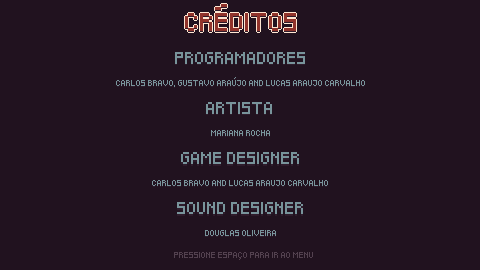 CRÉDITOS
PROGRAMADORES
CARLOS BRAVO, GUSTAVO ARAÚJO AND LUCAS ARAUJO CARVALHO
ARTISTA
MARIANA ROCHA
GAME DESIGNER
CARLOS BRAVO AND LUCAS ARAUJO CARVALHO
SOUND DESIGNER
DOUGLAS OLIVEIRA
PRESSIONE ESPAÇO PARA IR AO MENU